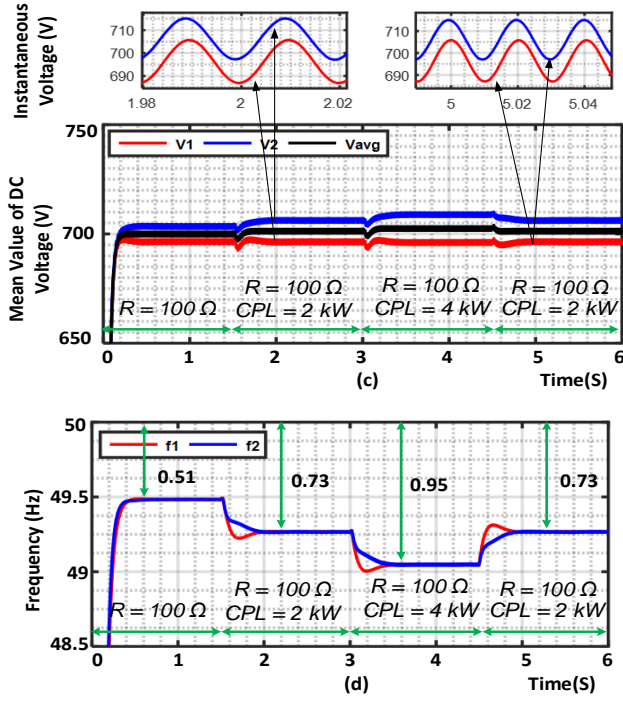 Instantaneous
Voltage (V)
710
700
690
1.98
2
2.02
710
700
690
5
5.02
5.04
Mean Value of DC
Voltage (V)
750
700
650
V1
V2
Vavg
R = 100 Ω
R = 100 Ω
CPL = 2 kW
R = 100 Ω
CPL = 4 kW
R = 100 Ω
CPL = 2 kW
0 1 2 3 4 5 6
(c)
Time(S)
Frequency (Hz)
50
49.5
49
48.5
f1
f2
0.51
0.73
0.95
0.73
R = 100 Ω
R = 100 Ω
CPL = 2 kW
R = 100 Ω
CPL = 4 kW
R = 100 Ω
CPL = 2 kW
0 1 2 3 4 5 6
(d)
Time(S)